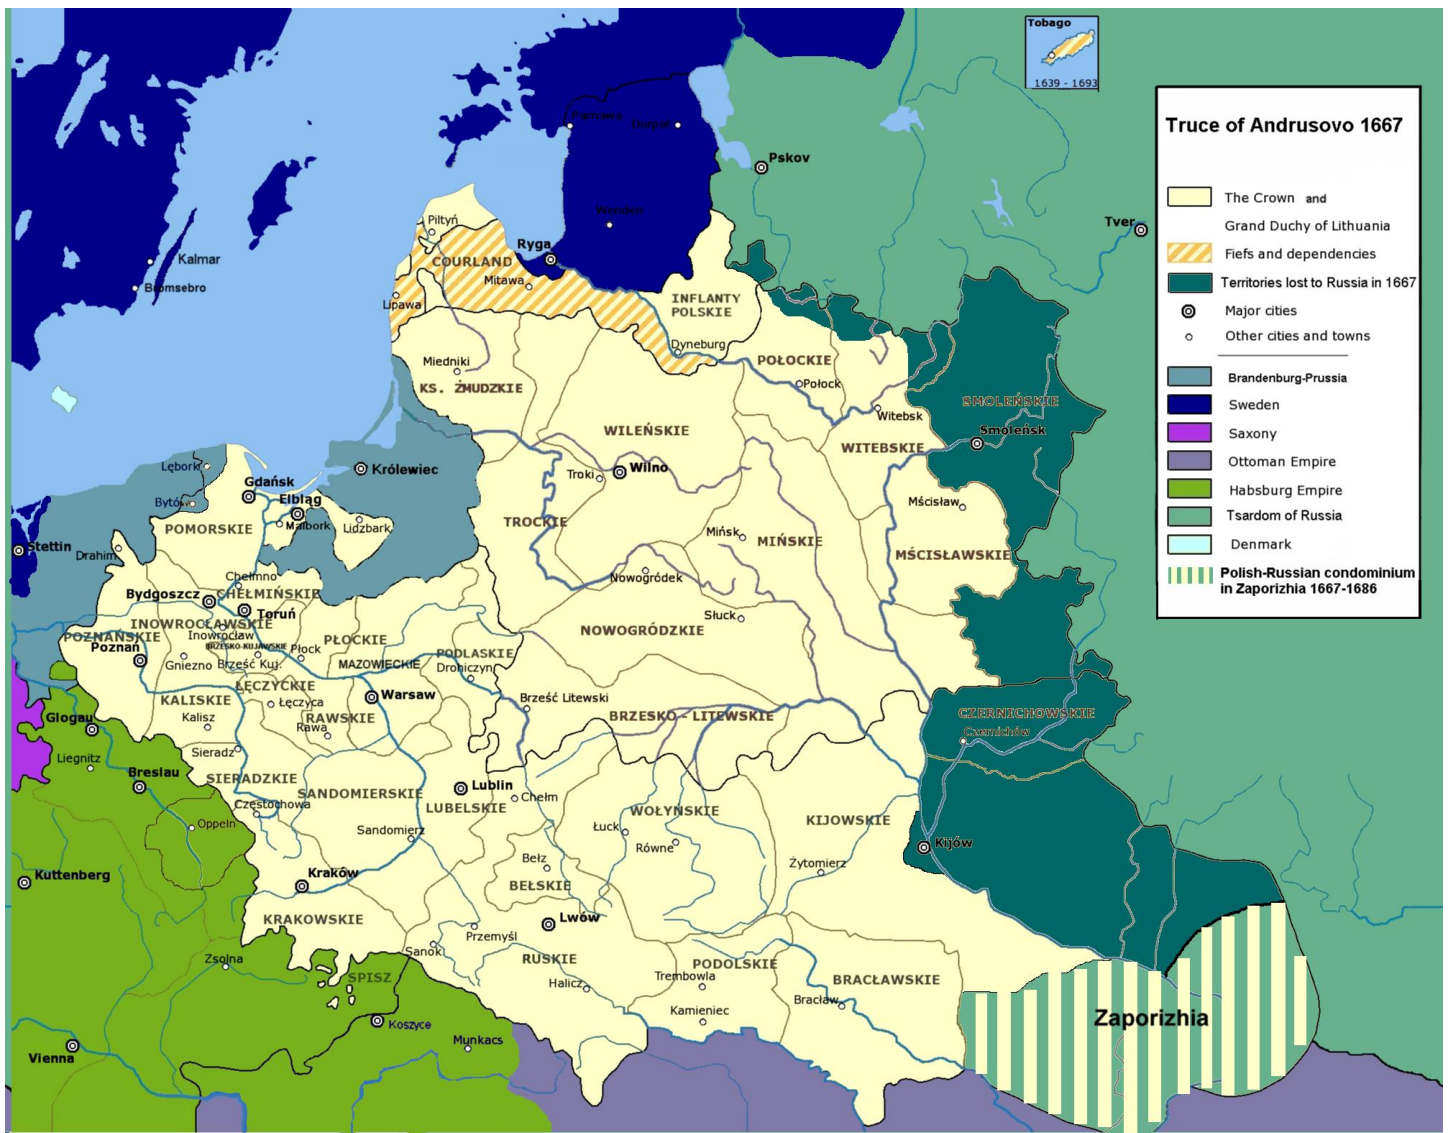 Tobago
1639 - 1693
Truce of Andrusovo 1667
The Crown and
Grand Duchy of Lithuania
Fiefs and dependencies
Territories lost to Russia in 1667
Major cities
Other cities and towns
Brandenburg-Prussia
Sweden
Saxony
Ottoman Empire
Habsburg Empire
Tsardom of Russia
Denmark
Polish-Russian condominium
in Zaporizhia 1667-1686
Parnawa
Dorpat
Pskov
Tver
Wenden
Piltyń
Ryga
Kalmar
Bromsebro
COURLAND
Mitawa
Lipawa
INFLANTY
POLSKIE
Dyneburg
Miedniki
KS. ŻMUDZKIE
POŁOCKIE
Połock
Witebsk
SMOLEŃSKIE
Smoleńsk
WILEŃSKIE
WITEBSKIE
Lębork
Królewiec
Troki
Wilno
Gdańsk
Bytów
Elbląg
Malbork
Lidzbark
POMORSKIE
TROCKIE
Mścisław
Mińsk
MIŃSKIE
MŚCISŁAWSKIE
Stettin
Drahim
Chełmno
Nowogródek
Bydgoszcz
CHEŁMIŃSKIE
Toruń
Słuck
INOWROCŁAWSKIE
Inowrocław
NOWOGRÓDZKIE
POZNAŃSKIE
Poznań
BRZESKO-KUJAWSKIE
Płock
PŁOCKIE
Gniezno
Brześć Kuj.
MAZOWIECKIE
PODLASKIE
Drohiczyn
ŁĘCZYCKIE
KALISKIE
Łęczyca
Warsaw
Brześć Litewski
Kalisz
RAWSKIE
Rawa
BRZESKO - LITEWSKIE
CZERNICHOWSKIE
Czernichów
Glogau
Liegnitz
Sieradz
Breslau
SIERADZKIE
SANDOMIERSKIE
Lublin
LUBELSKIE
Chełm
Częstochowa
WOŁYŃSKIE
KIJOWSKIE
Oppeln
Sandomierz
Łuck
Równe
Kijów
Bełz
Żytomierz
Kuttenberg
Kraków
BEŁSKIE
KRAKOWSKIE
Lwów
Przemyśl
Sanok
Zsolna
RUSKIE
PODOLSKIE
SPISZ
Halicz
Trembowla
BRACŁAWSKIE
Bracław
Kamieniec
Zaporizhia
Koszyce
Munkacs
Vienna